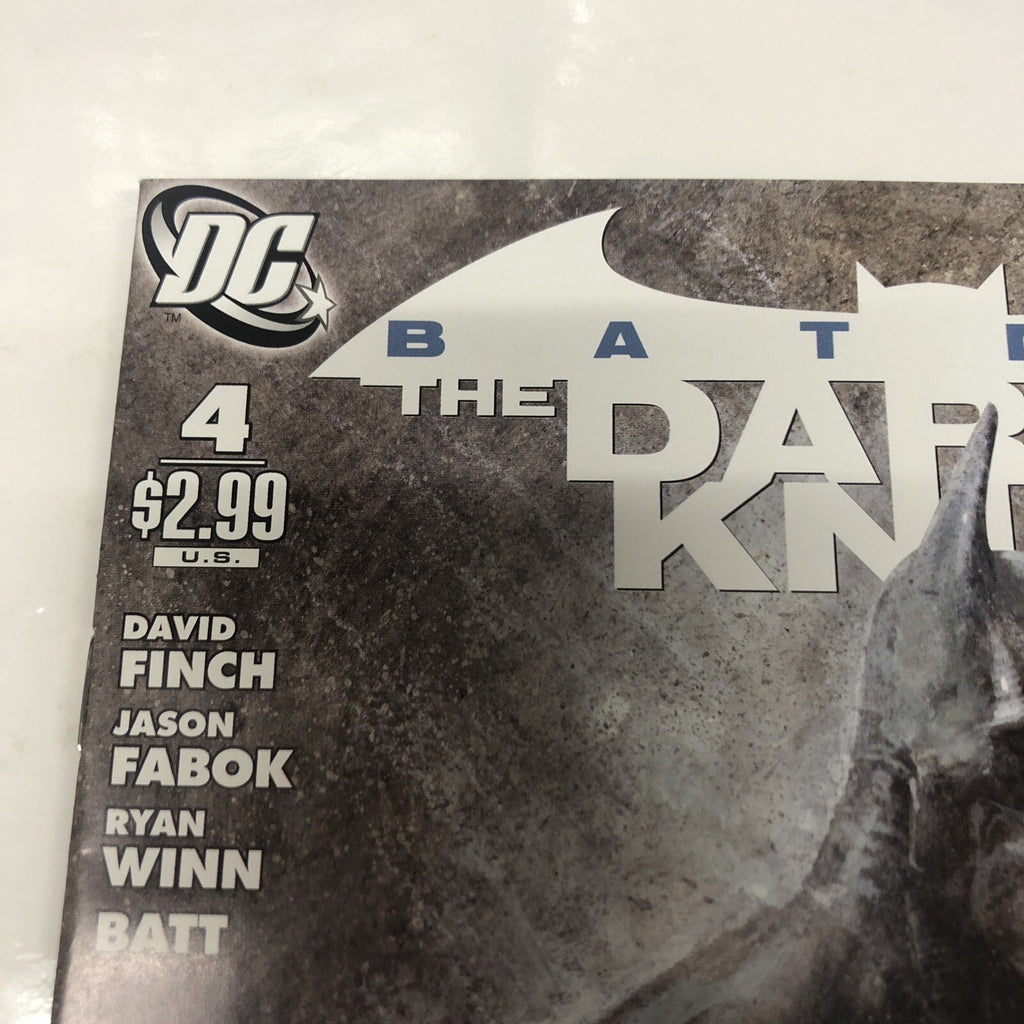 DC
TM
BAT
THE DAR
KN
4
$2.99
U.S.
DAVID
FINCH
JASON
FABOK
RYAN
WINN
BATT